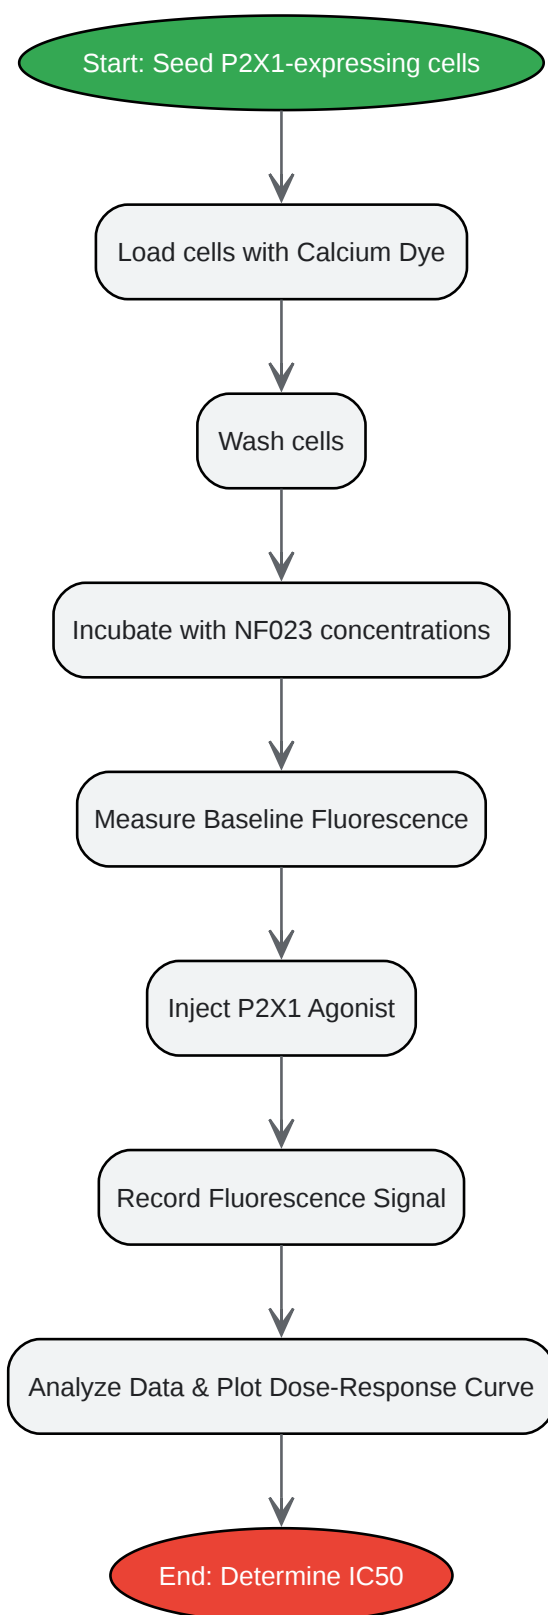 Start: Seed P2X1-expressing cells
Load cells with Calcium Dye
Wash cells
Incubate with NF023 concentrations
Measure Baseline Fluorescence
Inject P2X1 Agonist
Record Fluorescence Signal
Analyze Data & Plot Dose-Response Curve
End: Determine IC50